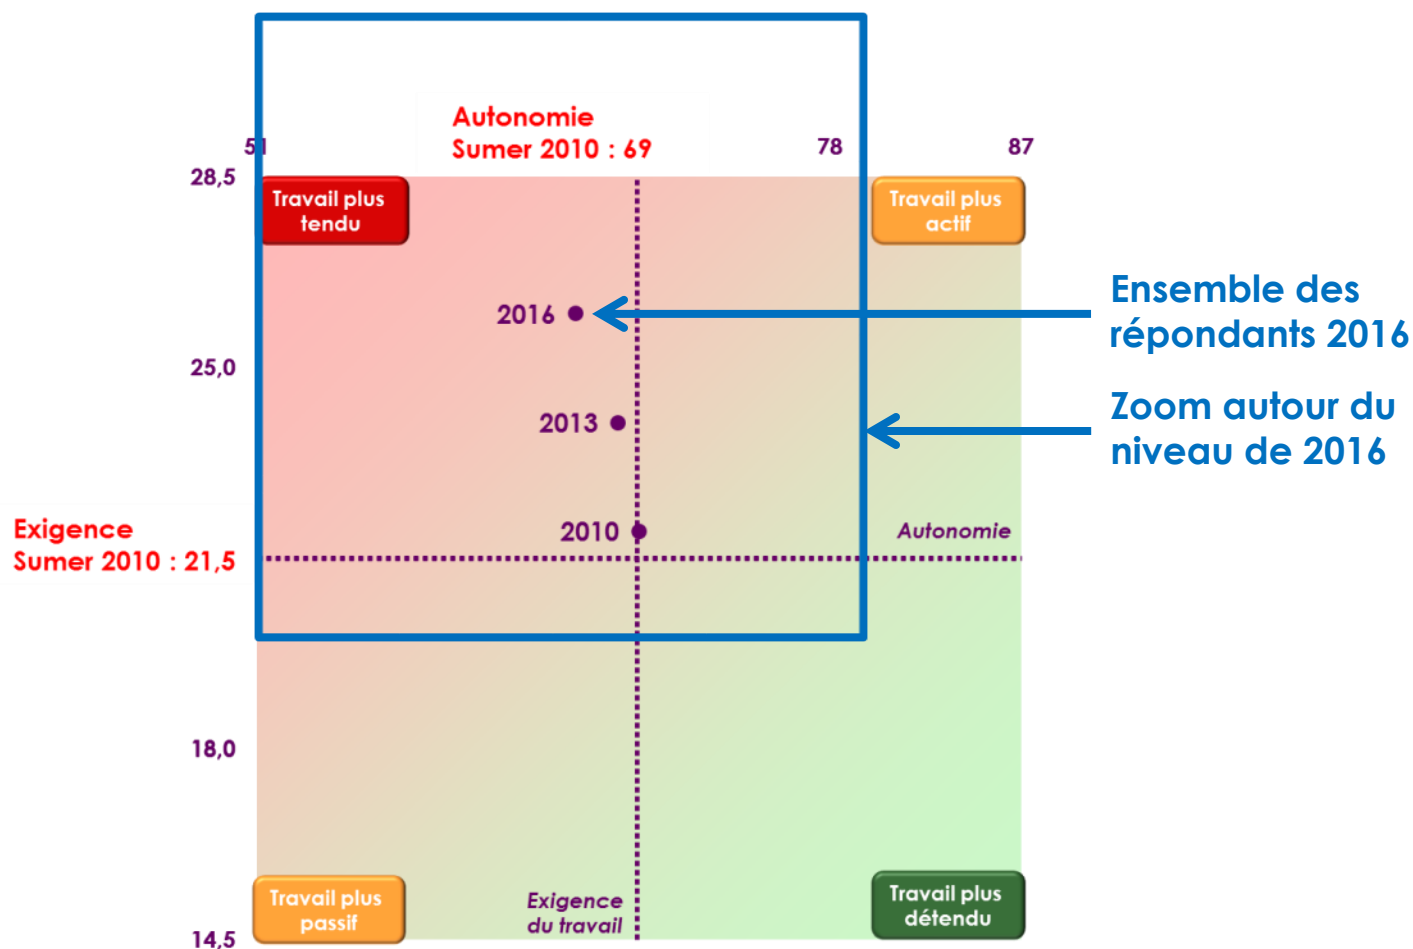 Autonomie
Sumer 2010 : 69
51
78
87
28,5
Travail plus
tendu
Travail plus
actif
Ensemble des
répondants 2016
2016
25,0
Zoom autour du
niveau de 2016
2013
Exigence
Sumer 2010 : 21,5
2010
Autonomie
18,0
Travail plus
passif
Exigence
du travail
Travail plus
détendu
14,5